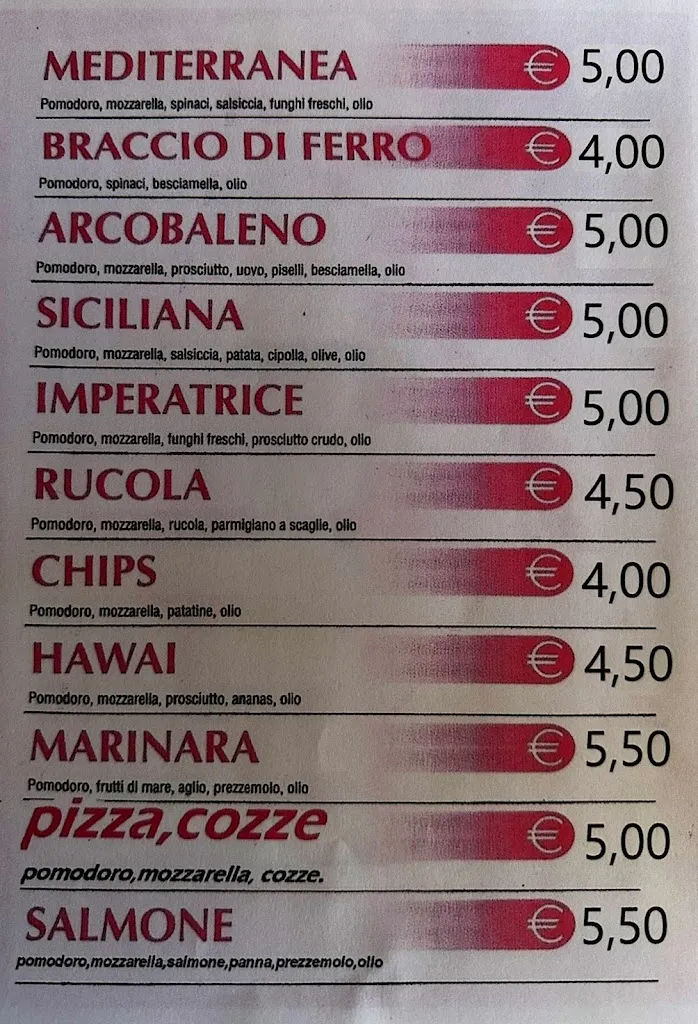 MEDITERRANEA € 5,00
Pomodoro, mozzarella, spinaci, salsiccia, funghi freschi, olio
BRACCIO DI FERRO € 4,00
Pomodoro, spinaci, besciamella, olio
ARCOBALENO € 5,00
Pomodoro, mozzarella, prosciutto, uovo, piselli, besciamella, olio
SICILIANA € 5,00
Pomodoro, mozzarella, salsiccia, patata, cipolla, olive, olio
IMPERATRICE € 5,00
Pomodoro, mozzarella, funghi freschi, prosciutto crudo, olio
RUCOLA € 4,50
Pomodoro, mozzarella, rucola, parmigiano a scaglie, olio
CHIPS € 4,00
Pomodoro, mozzarella, patatine, olio
HAWAI € 4,50
Pomodoro, mozzarella, prosciutto, ananas, olio
MARINARA € 5,50
Pomodoro, frutti di mare, aglio, prezzemolo, olio
pizza,cozze € 5,00
pomodoro,mozzarella, cozze.
SALMONE € 5,50
pomodoro,mozzarella,salmone,panna,prezzemolo,olio